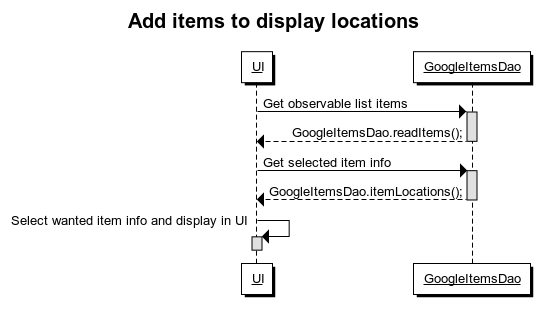 Add items to display locations
UI
GoogleItemsDao
Get observable list items
GoogleItemsDao.readItems();
Get selected item info
GoogleItemsDao.itemLocations();
Select wanted item info and display in UI
UI
GoogleItemsDao